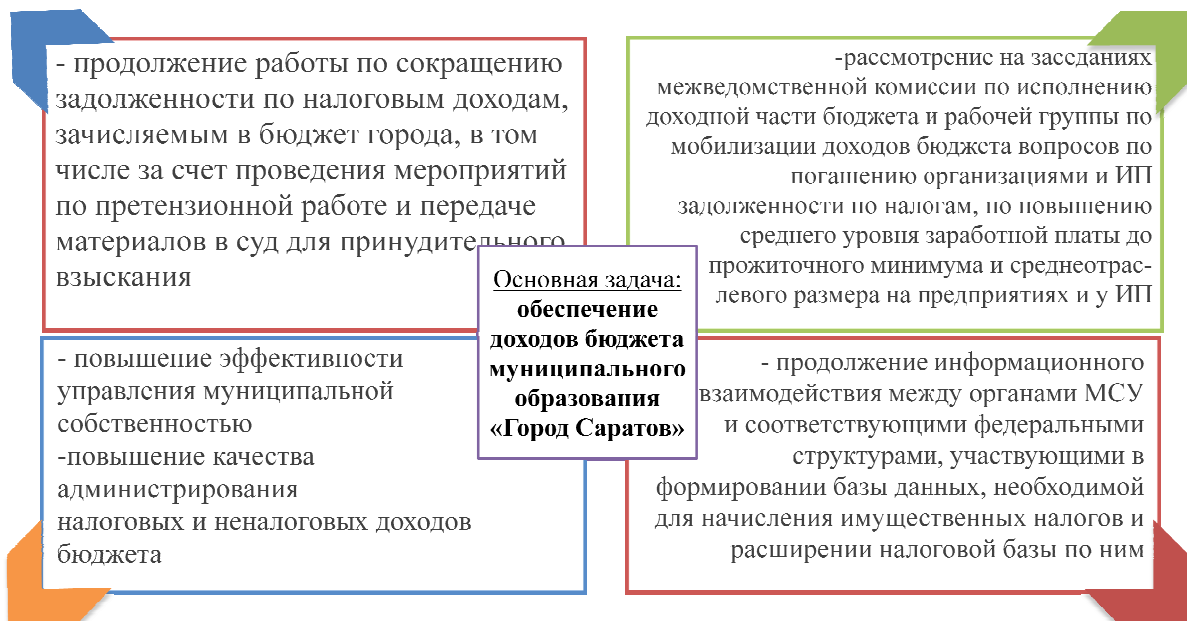 - продолжение работы по сокращению
задолженности по налоговым доходам,
зачисляемым в бюджет города, в том
числе за счет проведения мероприятий
по претензионной работе и передаче
материалов в суд для принудительного
взыскания
-рассмотрение на заседаниях
межведомственной комиссии по исполнению
доходной части бюджета и рабочей группы по
мобилизации доходов бюджета вопросов по
погашению организациями и ИП
задолженности по налогам, по повышению
среднего уровня заработной платы до
прожиточного минимума и среднеотрас-
левого размера на предприятиях и у ИП
Основная задача:
обеспечение
доходов бюджета
муниципального
образования
«Город Саратов»
- повышение эффективности
управления муниципальной
собственностью
-повышение качества
администрирования
налоговых и неналоговых доходов
бюджета
- продолжение информационного
взаимодействия между органами МСУ
и соответствующими федеральными
структурами, участвующими в
формировании базы данных, необходимой
для начисления имущественных налогов и
расширении налоговой базы по ним